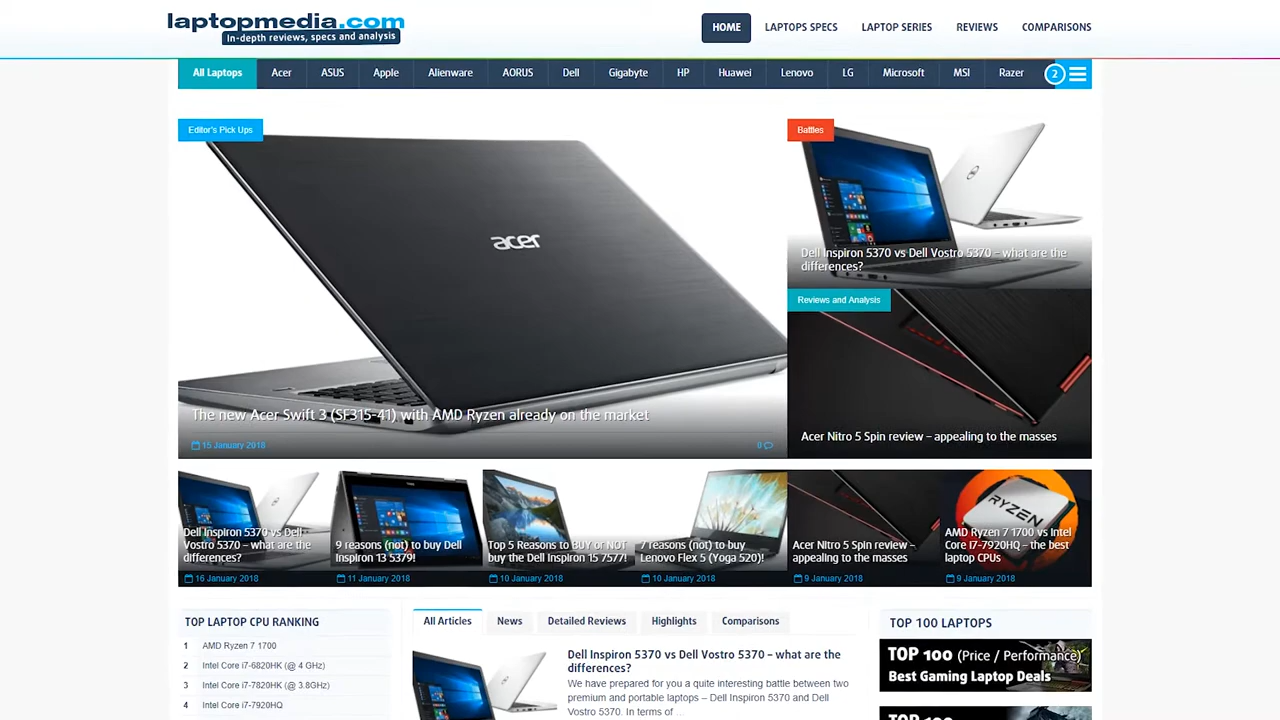 laptopmedia.com
In-depth reviews, specs and analysis
HOME
LAPTOPS SPECS
LAPTOP SERIES
REVIEWS
COMPARISONS
All Laptops
Acer
ASUS
Apple
Alienware
AORUS
Dell
Gigabyte
HP
Huawei
Lenovo
LG
Microsoft
MSI
Razer
2
Editor's Pick Ups
acer
The new Acer Swift 3 (SF315-41) with AMD Ryzen already on the market
15 January 2018
0
Battles
Dell Inspiron 5370 vs Dell Vostro 5370 – what are the
differences?
Reviews and Analysis
Acer Nitro 5 Spin review – appealing to the masses
Dell Inspiron 5370 vs Dell
Vostro 5370 – what are the
differences?
16 January 2018
9 reasons (not) to buy Dell
Inspiron 13 5379!
11 January 2018
Top 5 Reasons to BUY or NOT
buy the Dell Inspiron 15 7577!
10 January 2018
7 reasons (not) to buy
Lenovo Flex 5 (Yoga 520)!
10 January 2018
Acer Nitro 5 Spin review –
appealing to the masses
9 January 2018
RYZEN
AMD Ryzen 7 1700 vs Intel
Core i7-7920HQ – the best
laptop CPUs
9 January 2018
TOP LAPTOP CPU RANKING
1 AMD Ryzen 7 1700
2 Intel Core i7-6820HK (@ 4 GHz)
3 Intel Core i7-7820HK (@ 3.8GHz)
4 Intel Core i7-7920HQ
All Articles
News
Detailed Reviews
Highlights
Comparisons
Dell Inspiron 5370 vs Dell Vostro 5370 – what are the
differences?
We have prepared for you a quite interesting battle between two
premium and portable laptops – Dell Inspiron 5370 and Dell
Vostro 5370. In terms of ...
TOP 100 LAPTOPS
TOP 100 (Price / Performance)
Best Gaming Laptop Deals
TOP 100